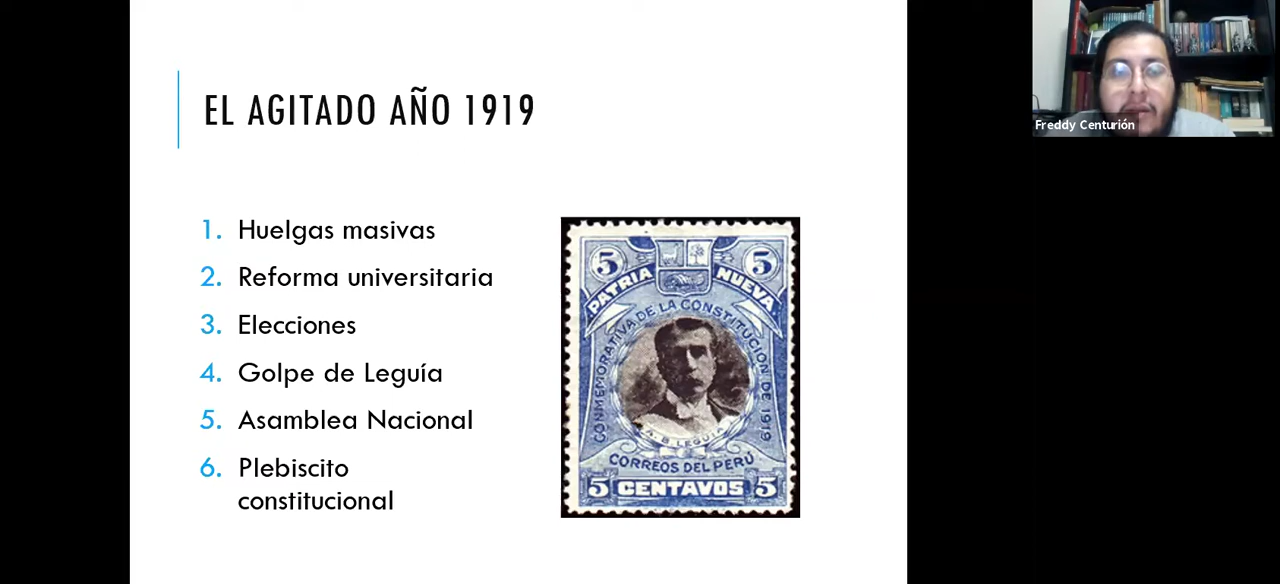 EL AGITADO AÑO 1919
1. Huelgas masivas
2. Reforma universitaria
3. Elecciones
4. Golpe de Leguía
5. Asamblea Nacional
6. Plebiscito
constitucional
5 5
PATRIA NUEVA
CONMEMORATIVA DE LA CONSTITUCION DE 1919
A. B. LEGUIA
CORREOS DEL PERÚ
5 CENTAVOS 5
Freddy Centurión